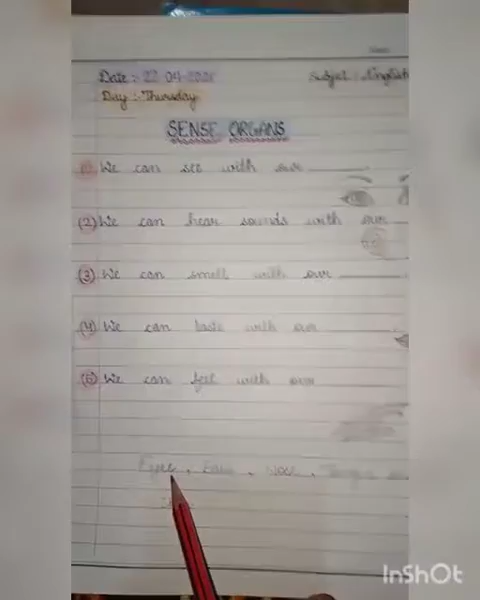 Date :- 22.04.2021
Subject : English
Day :- Thursday
SENSE ORGANS
(1) We can see with our
(2) We can hear sounds with our
(3) We can smell with our
(4) We can taste with our
(5) We can feel with our
Eyes, Ears, Nose, Tongue
InShOt